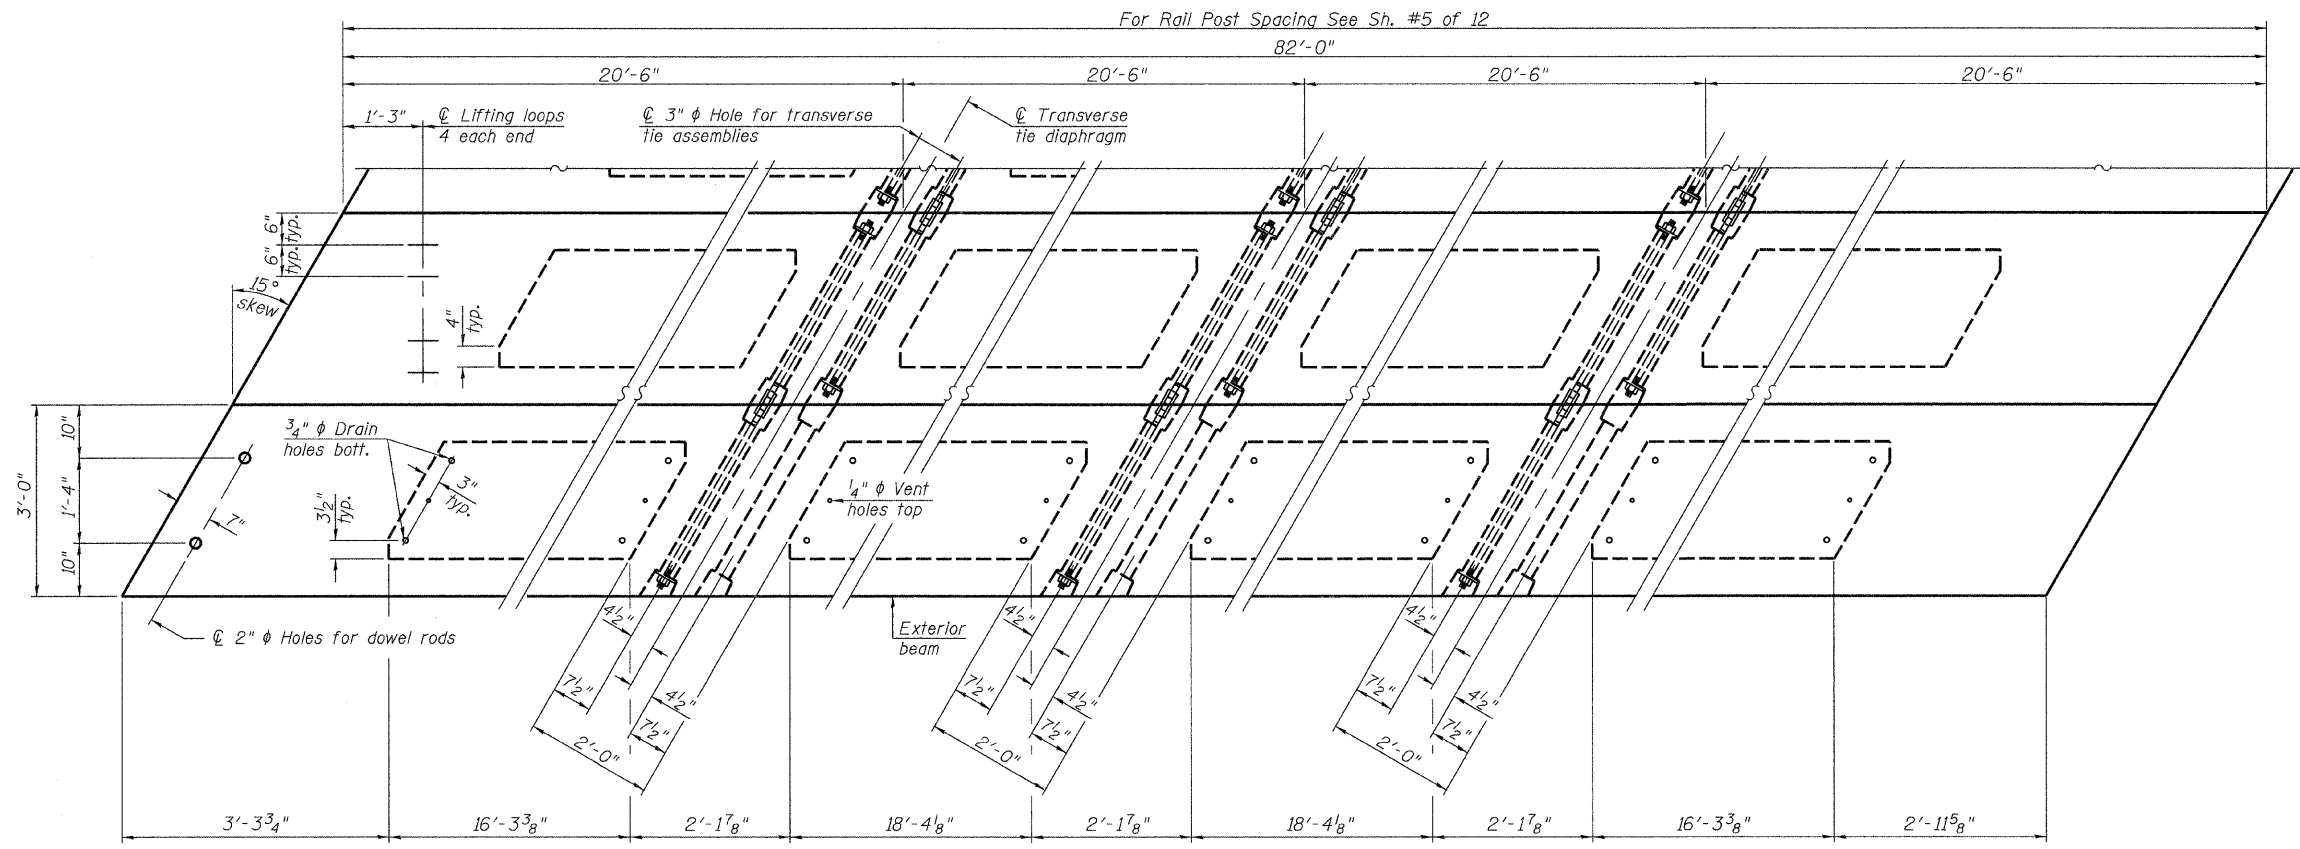 For Rail Post Spacing See Sh. #5 of 12
82'-0"
20'-6" 20'-6" 20'-6" 20'-6"
1'-3"
℄ Lifting loops
4 each end
℄ 3" ϕ Hole for transverse
tie assemblies
℄ Transverse
tie diaphragm
6"
typ.
6"
typ.
15°
skew
4"
typ.
3'-0"
10"
1'-4"
10"
3/4" ϕ Drain
holes bott.
3"
typ.
3 1/2"
typ.
7"
1/4" ϕ Vent
holes top
℄ 2" ϕ Holes for dowel rods
Exterior
beam
4 1/2" 4 1/2" 4 1/2"
7 1/2" 7 1/2" 7 1/2"
4 1/2" 4 1/2" 4 1/2"
7 1/2" 7 1/2" 7 1/2"
2'-0" 2'-0" 2'-0"
3'-3 3/4" 16'-3 3/8" 2'-1 7/8" 18'-4 1/8" 2'-1 7/8" 18'-4 1/8" 2'-1 7/8" 16'-3 3/8" 2'-11 5/8"